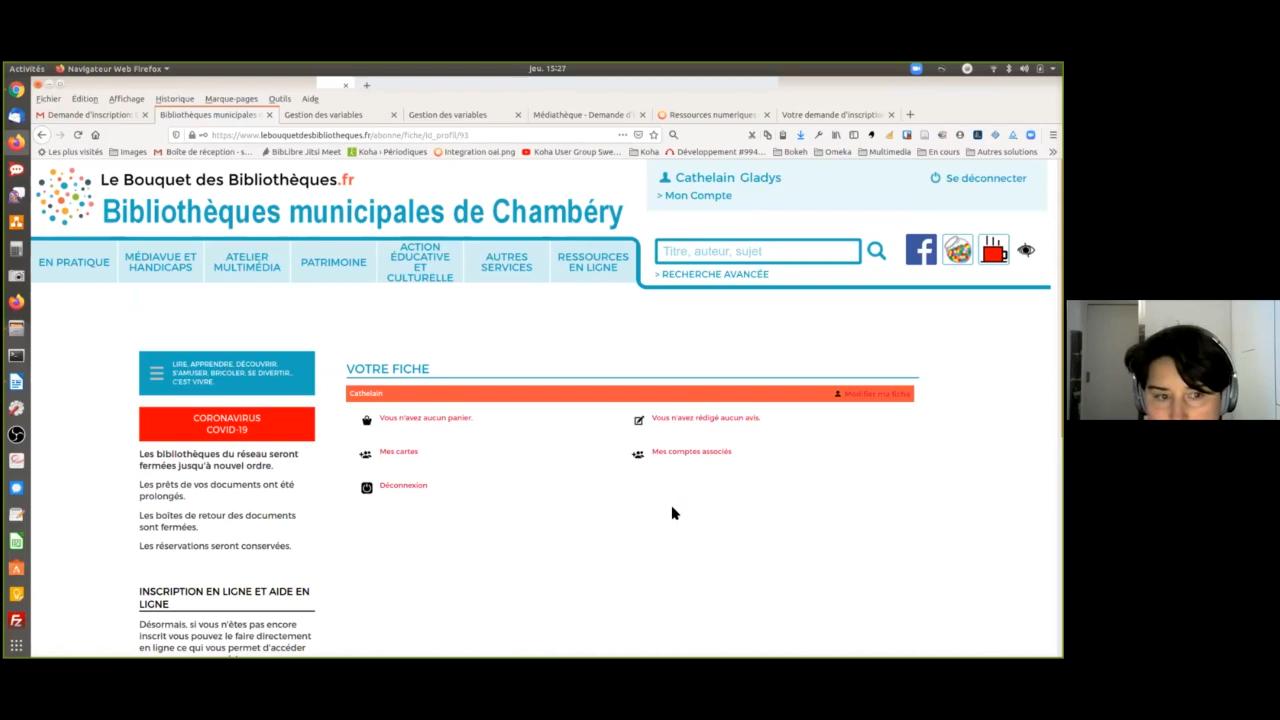 Activités Navigateur Web Firefox jeu. 15:27
Fichier Édition Affichage Historique Marque-pages Outils Aide
Demande d'inscription: Bibliothèques municipales Gestion des variables Gestion des variables Médiathèque - Demande d'i Ressources numériques Votre demande d'inscriptio
https://www.lebouquetdesbibliotheques.fr/abonne/fiche/id_profil/93
Les plus visités Images Boîte de réception - s... BibLibre Jitsi Meet Koha › Périodiques Integration oai.png Koha User Group Swe... Koha Développement #994... Bokeh Omeka Multimedia En cours Autres solutions
Le Bouquet des Bibliothèques.fr
Bibliothèques municipales de Chambéry
Cathelain Gladys
Se déconnecter
> Mon Compte
EN PRATIQUE
MÉDIAVUE ET
HANDICAPS
ATELIER
MULTIMÉDIA
PATRIMOINE
ACTION
ÉDUCATIVE
ET
CULTURELLE
AUTRES
SERVICES
RESSOURCES
EN LIGNE
Titre, auteur, sujet
> RECHERCHE AVANCÉE
LIRE, APPRENDRE, DÉCOUVRIR,
S'AMUSER, BRICOLER, SE DIVERTIR...
C'EST VIVRE.
CORONAVIRUS
COVID-19
Les bibliothèques du réseau seront
fermées jusqu'à nouvel ordre.
Les prêts de vos documents ont été
prolongés.
Les boîtes de retour des documents
sont fermées.
Les réservations seront conservées.
INSCRIPTION EN LIGNE ET AIDE EN
LIGNE
Désormais, si vous n'êtes pas encore
inscrit vous pouvez le faire directement
en ligne ce qui vous permet d'accéder
VOTRE FICHE
Cathelain
Modifier ma fiche
Vous n'avez aucun panier.
Vous n'avez rédigé aucun avis.
Mes cartes
Mes comptes associés
Déconnexion